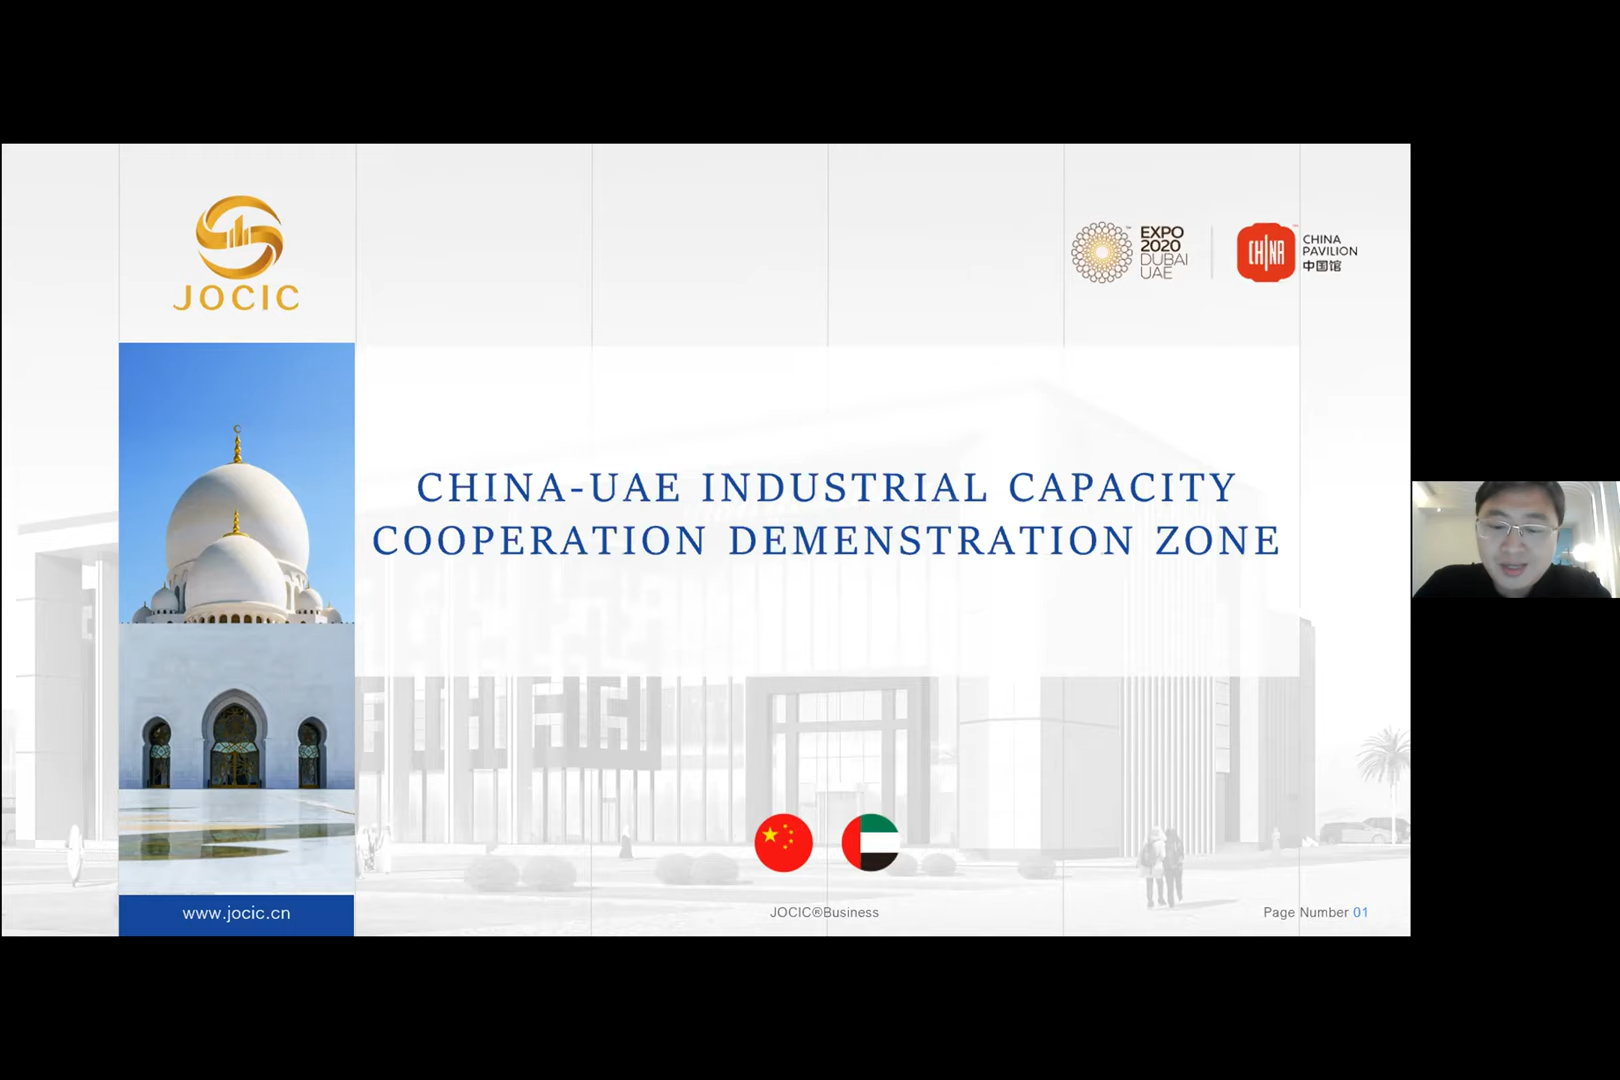 JOCIC
EXPO
2020
DUBAI
UAE
CHINA
CHINA
PAVILION
中国馆
CHINA-UAE INDUSTRIAL CAPACITY
COOPERATION DEMENSTRATION ZONE
www.jocic.cn
JOCIC®Business
Page Number 01